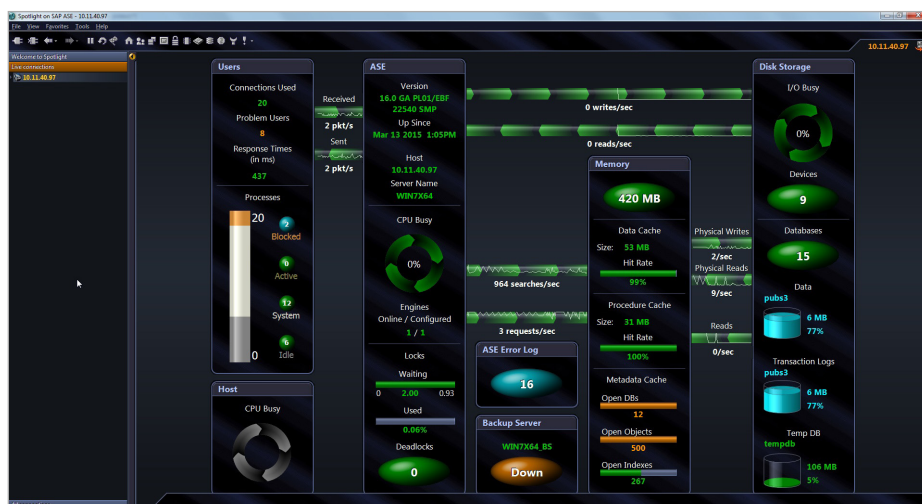 Spotlight on SAP ASE - 10.11.40.97
File View Favorites Tools Help
10.11.40.97
Welcome to Spotlight
Live connections
10.11.40.97
Users
Connections Used
20
Problem Users
8
Response Times
(in ms)
437
Processes
20
0
2
Blocked
0
Active
12
System
6
Idle
Host
CPU Busy
Received
2 pkt/s
Sent
2 pkt/s
ASE
Version
16.0 GA PL01/EBF
22540 SMP
Up Since
Mar 13 2015 1:05PM
Host
10.11.40.97
Server Name
WIN7X64
CPU Busy
0%
Engines
Online / Configured
1 / 1
Locks
Waiting
0 2.00 0.93
Used
0.06%
Deadlocks
0
0 writes/sec
0 reads/sec
964 searches/sec
3 requests/sec
ASE Error Log
16
Backup Server
WIN7X64_BS
Down
Memory
420 MB
Data Cache
Size: 53 MB
Hit Rate
99%
Procedure Cache
Size: 31 MB
Hit Rate
100%
Metadata Cache
Open DBs
12
Open Objects
500
Open Indexes
267
Physical Writes
2/sec
Physical Reads
9/sec
Reads
0/sec
Disk Storage
I/O Busy
0%
Devices
9
Databases
15
Data
pubs3
6 MB
77%
Transaction Logs
pubs3
6 MB
77%
Temp DB
tempdb
106 MB
5%